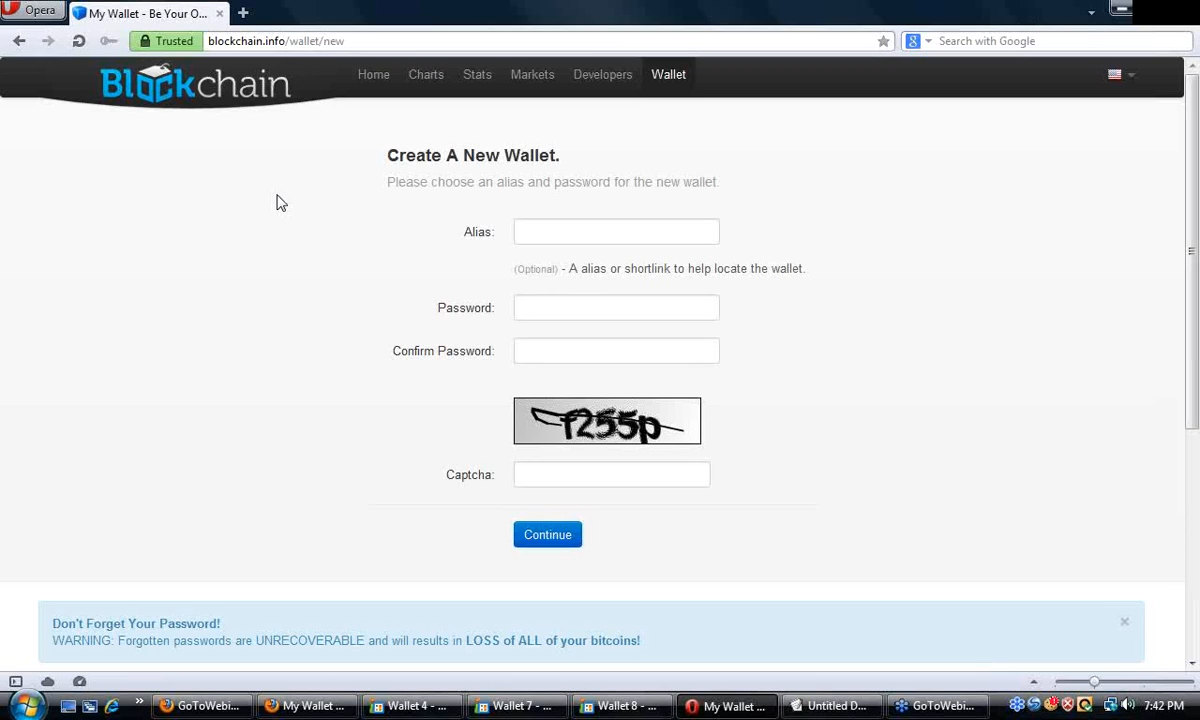 Opera
My Wallet - Be Your O...
Trusted
blockchain.info/wallet/new
Search with Google
Blockchain
Home
Charts
Stats
Markets
Developers
Wallet
Create A New Wallet.
Please choose an alias and password for the new wallet.
Alias:
(Optional) - A alias or shortlink to help locate the wallet.
Password:
Confirm Password:
f255p
Captcha:
Continue
Don't Forget Your Password!
WARNING: Forgotten passwords are UNRECOVERABLE and will results in LOSS of ALL of your bitcoins!
GoToWebi...
My Wallet ...
Wallet 4 - ...
Wallet 7 - ...
Wallet 8 - ...
My Wallet ...
Untitled D...
GoToWebi...
7:42 PM